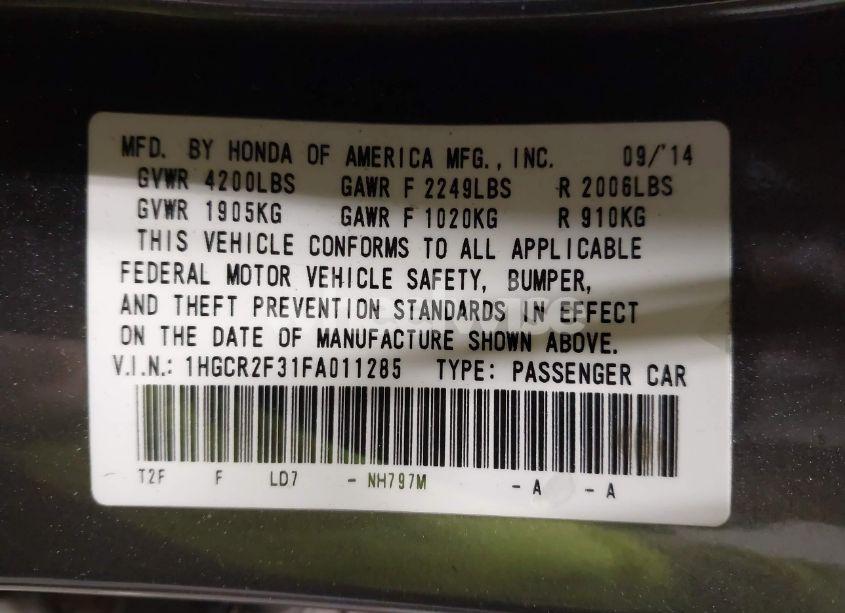 MFD. BY HONDA OF AMERICA MFG., INC. 09/'14
GVWR 4200LBS GAWR F 2249LBS R 2006LBS
GVWR 1905KG GAWR F 1020KG R 910KG
THIS VEHICLE CONFORMS TO ALL APPLICABLE
FEDERAL MOTOR VEHICLE SAFETY, BUMPER,
AND THEFT PREVENTION STANDARDS IN EFFECT
ON THE DATE OF MANUFACTURE SHOWN ABOVE.
V.I.N.: 1HGCR2F31FA011285 TYPE: PASSENGER CAR
T2F F LD7 - NH797M - A - A